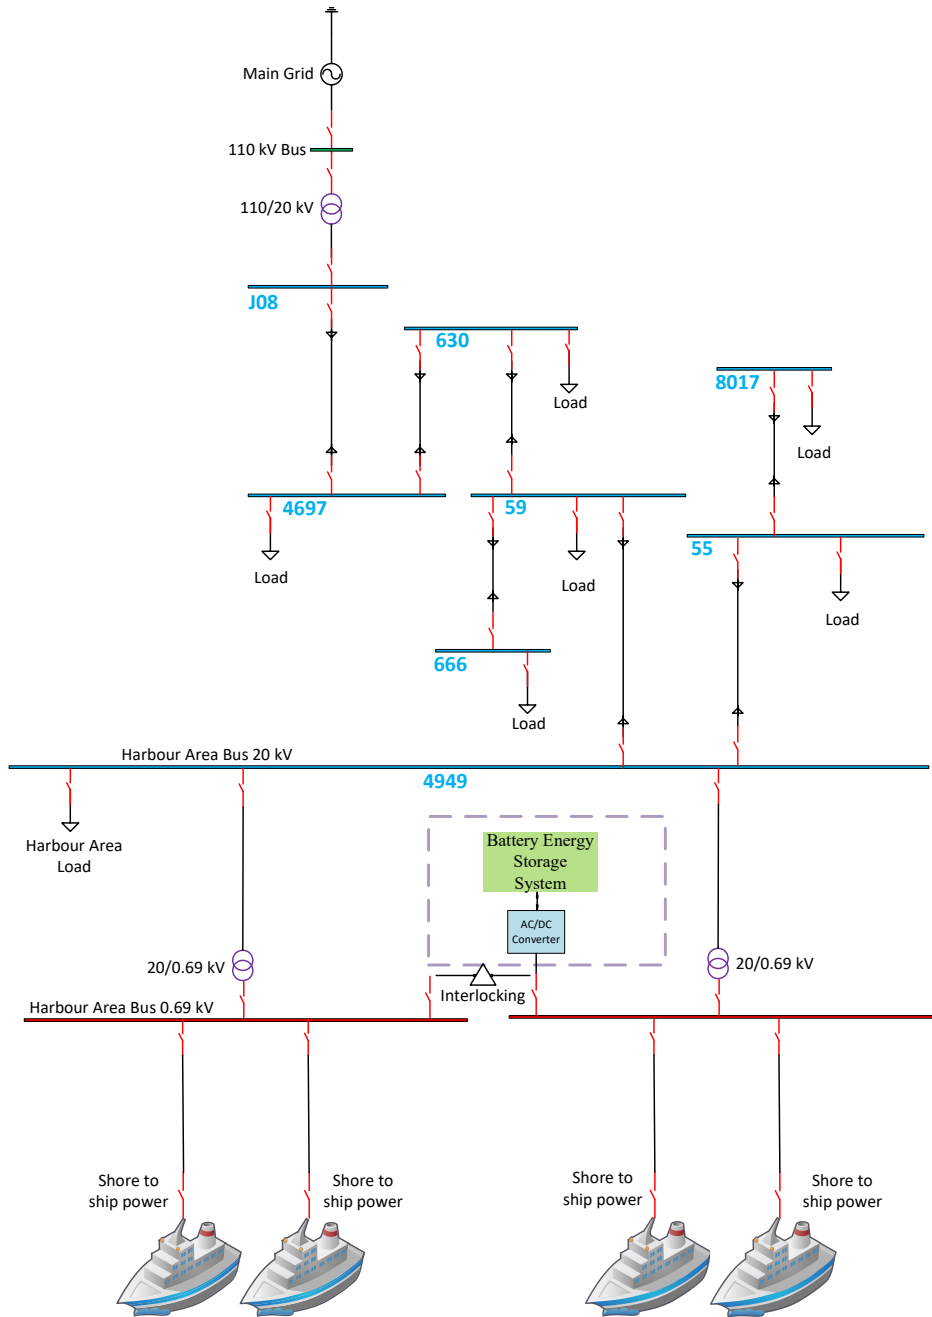 Main Grid
110 kV Bus
110/20 kV
J08
630
8017
Load
Load
4697
59
55
Load
Load
Load
666
Load
Harbour Area Bus 20 kV
4949
Harbour Area
Load
Battery Energy
Storage
System
AC/DC
Converter
20/0.69 kV
20/0.69 kV
Interlocking
Harbour Area Bus 0.69 kV
Shore to
ship power
Shore to
ship power
Shore to
ship power
Shore to
ship power